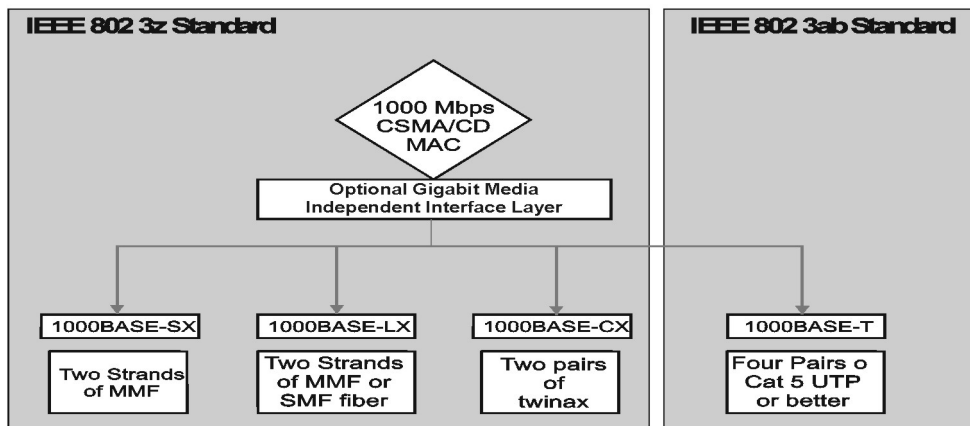 IEEE 802 3z Standard
IEEE 802 3ab Standard
1000 Mbps
CSMA/CD
MAC
Optional Gigabit Media
Independent Interface Layer
1000BASE-SX
1000BASE-LX
1000BASE-CX
1000BASE-T
Two Strands
of MMF
Two Strands
of MMF or
SMF fiber
Two pairs
of
twinax
Four Pairs o
Cat 5 UTP
or better